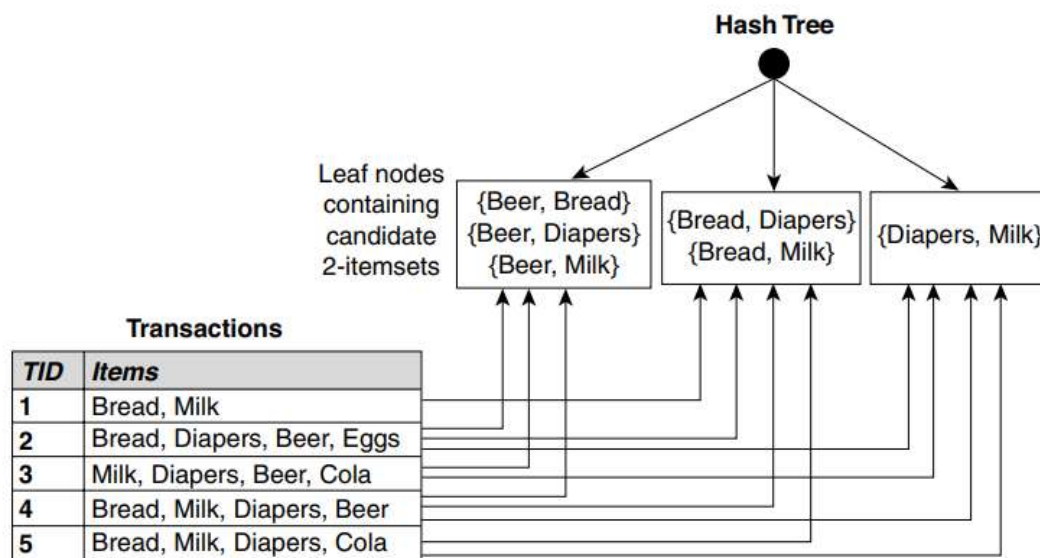 Hash Tree
Leaf nodes
containing
candidate
2-itemsets
{Beer, Bread}
{Beer, Diapers}
{Beer, Milk}
{Bread, Diapers}
{Bread, Milk}
{Diapers, Milk}
Transactions
TID Items
1 Bread, Milk
2 Bread, Diapers, Beer, Eggs
3 Milk, Diapers, Beer, Cola
4 Bread, Milk, Diapers, Beer
5 Bread, Milk, Diapers, Cola